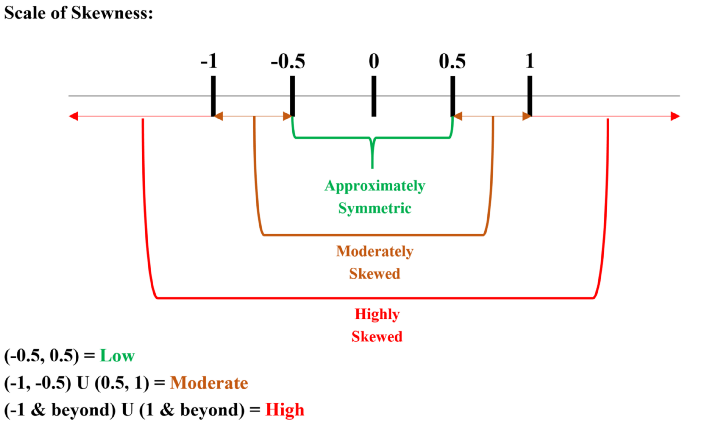 Scale of Skewness:
-1 -0.5 0 0.5 1
Approximately
Symmetric
Moderately
Skewed
Highly
Skewed
(-0.5, 0.5) = Low
(-1, -0.5) U (0.5, 1) = Moderate
(-1 & beyond) U (1 & beyond) = High